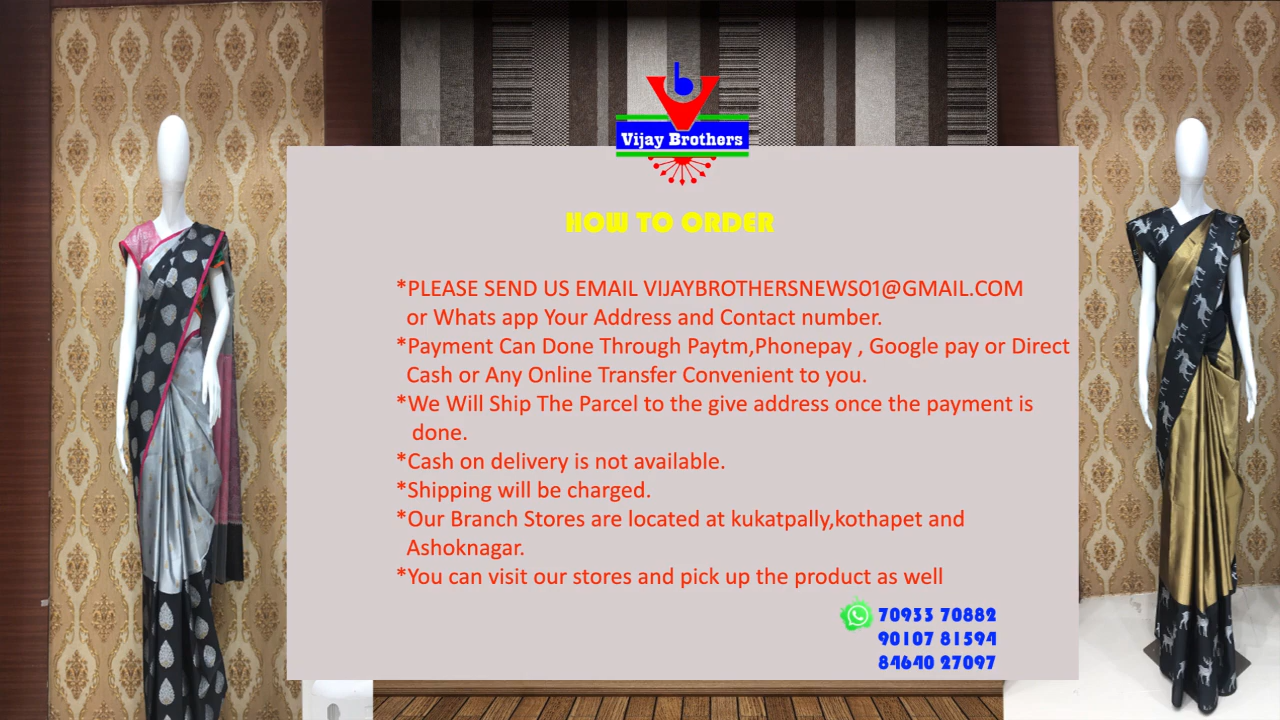 b
Vijay Brothers
HOW TO ORDER
*PLEASE SEND US EMAIL VIJAYBROTHERSNEWS01@GMAIL.COM
or Whats app Your Address and Contact number.
*Payment Can Done Through Paytm,Phonepay , Google pay or Direct
Cash or Any Online Transfer Convenient to you.
*We Will Ship The Parcel to the give address once the payment is
done.
*Cash on delivery is not available.
*Shipping will be charged.
*Our Branch Stores are located at kukatpally,kothapet and
Ashoknagar.
*You can visit our stores and pick up the product as well
70933 70882
90107 81594
84640 27097